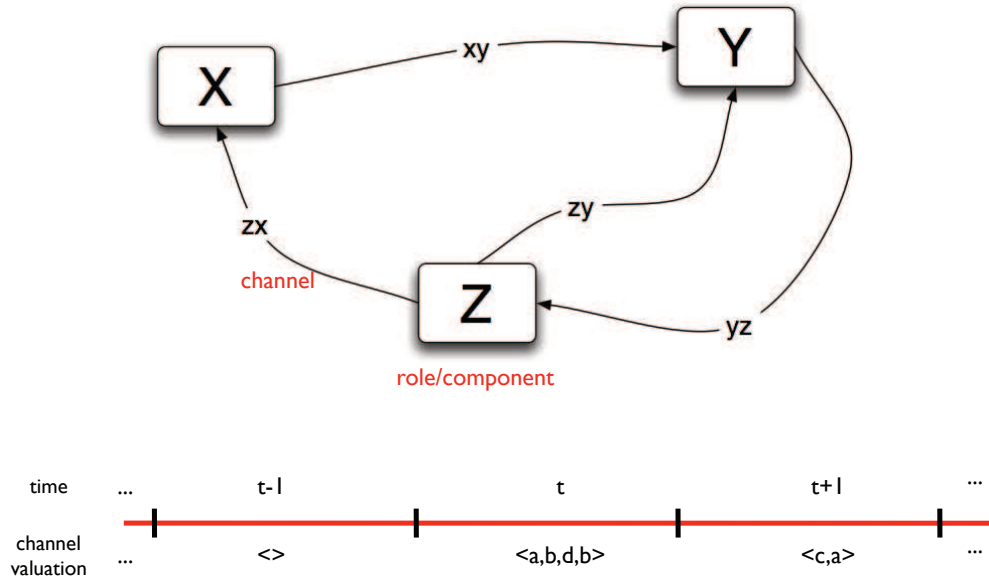 X
xy
Y
zx
zy
channel
Z
yz
role/component
time ... t-1 t t+1 ...
channel
valuation ... <> <a,b,d,b> <c,a> ...